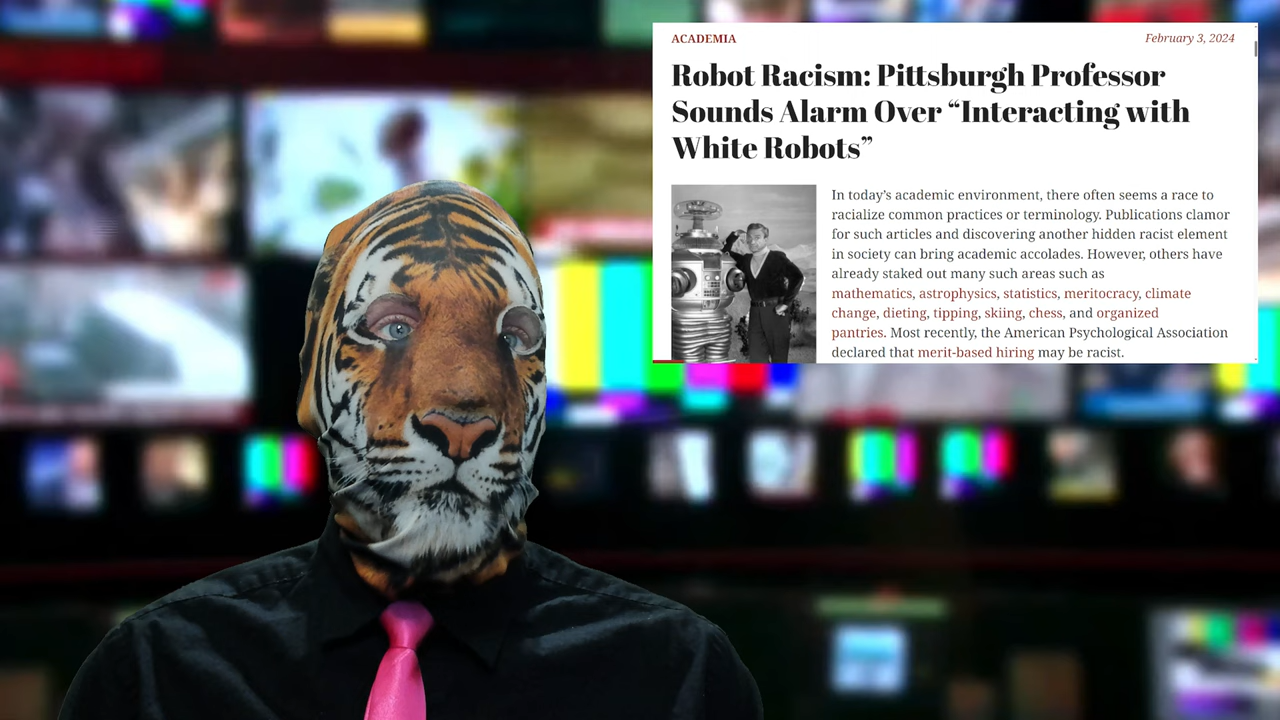 ACADEMIA
February 3, 2024
Robot Racism: Pittsburgh Professor
Sounds Alarm Over “Interacting with
White Robots”
In today’s academic environment, there often seems a race to
racialize common practices or terminology. Publications clamor
for such articles and discovering another hidden racist element
in society can bring academic accolades. However, others have
already staked out many such areas such as
mathematics, astrophysics, statistics, meritocracy, climate
change, dieting, tipping, skiing, chess, and organized
pantries. Most recently, the American Psychological Association
declared that merit-based hiring may be racist.